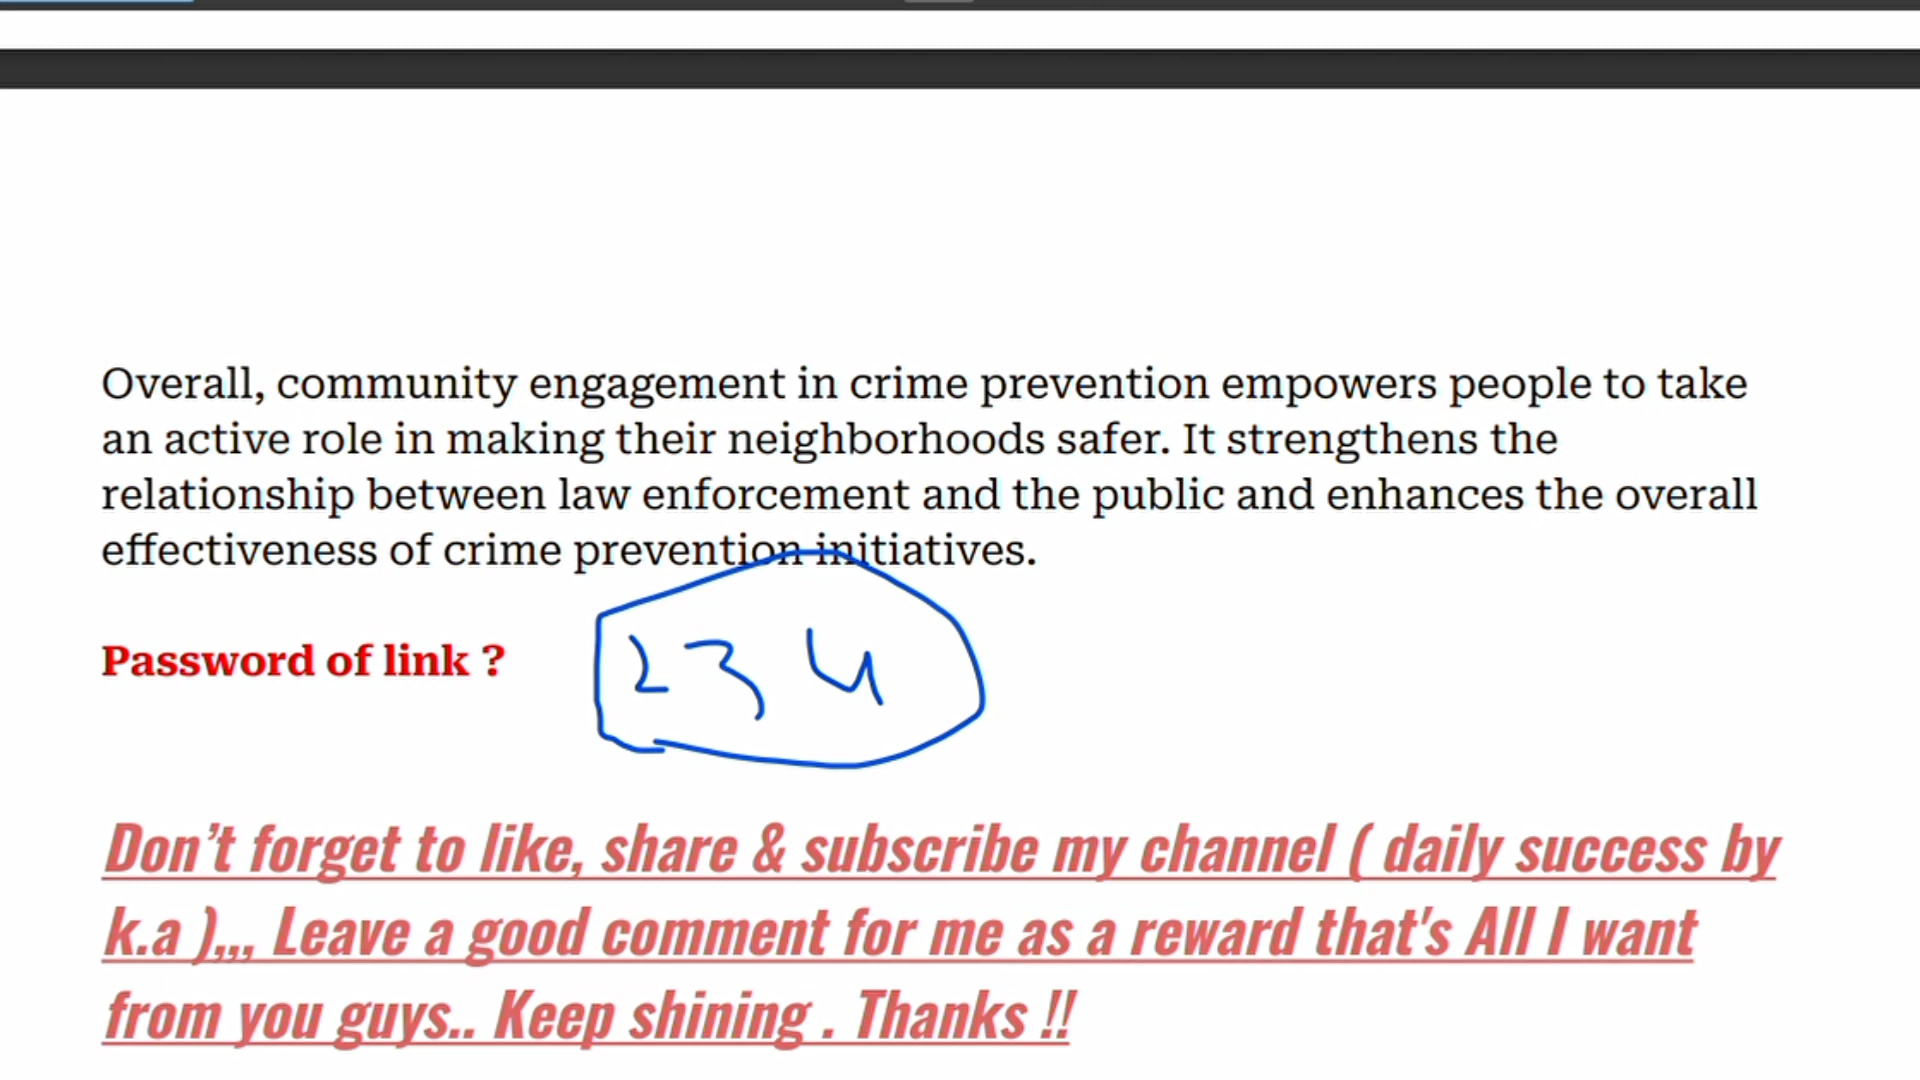 Overall, community engagement in crime prevention empowers people to take
an active role in making their neighborhoods safer. It strengthens the
relationship between law enforcement and the public and enhances the overall
effectiveness of crime prevention initiatives.
Password of link ? 234
Don’t forget to like, share & subscribe my channel ( daily success by
k.a ),,, Leave a good comment for me as a reward that's All I want
from you guys.. Keep shining . Thanks !!